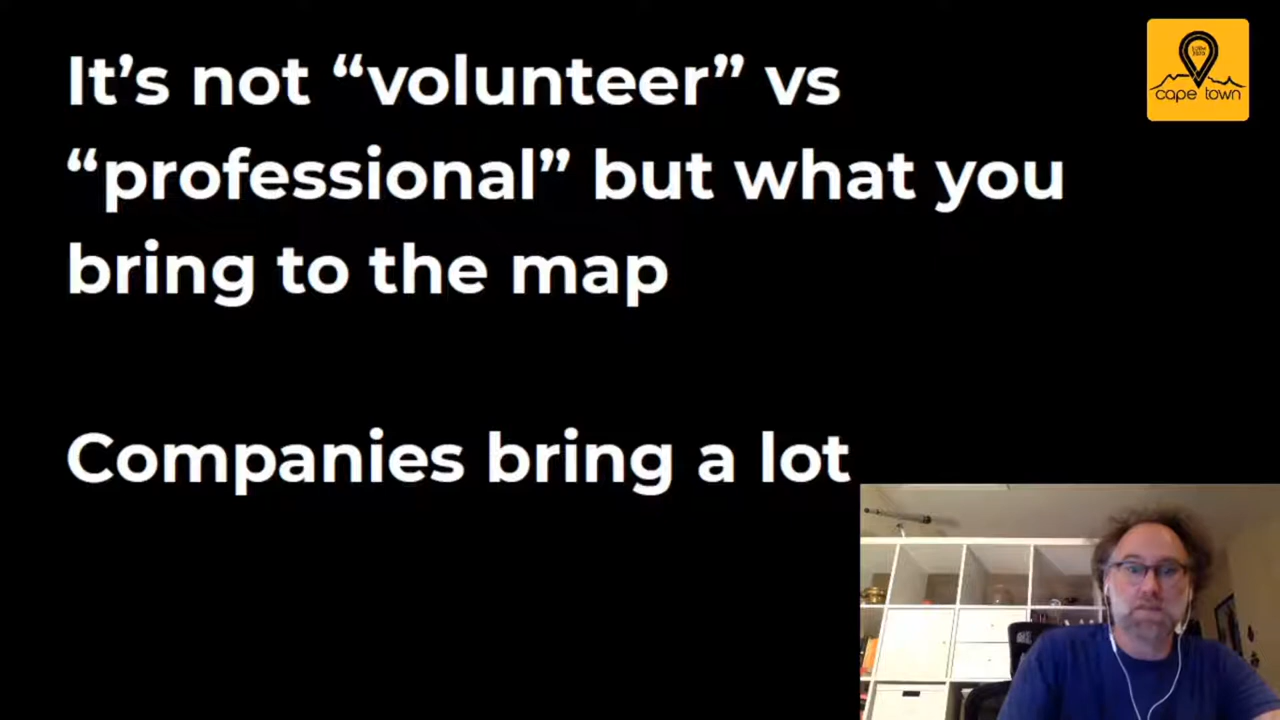 It’s not “volunteer” vs
“professional” but what you
bring to the map
Companies bring a lot
cape town